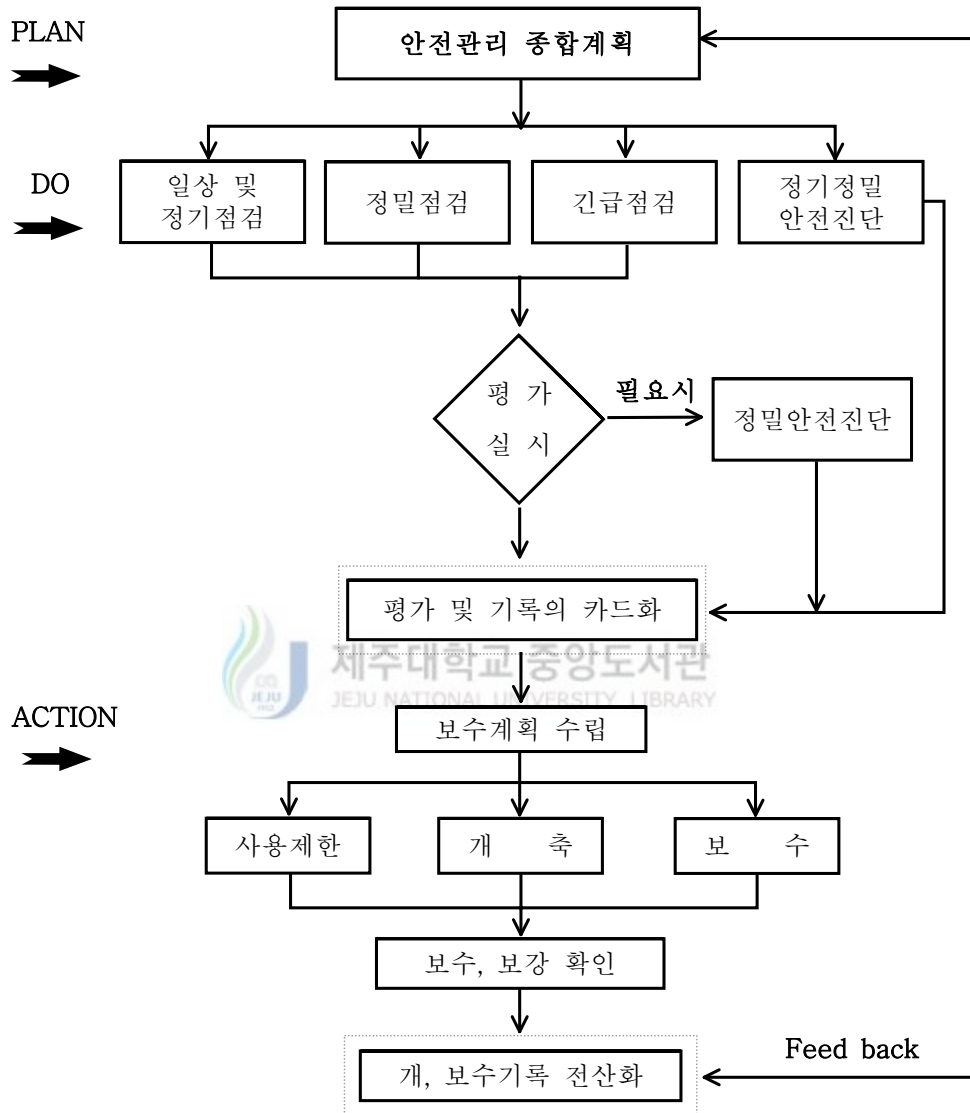 PLAN
안전관리 종합계획
DO
일상 및
정기점검
정밀점검
긴급점검
정기정밀
안전진단
평 가
실 시
필요시
정밀안전진단
평가 및 기록의 카드화
JEJU
1952
제주대학교 중앙도서관
JEJU NATIONAL UNIVERSITY LIBRARY
ACTION
보수계획 수립
사용제한
개 축
보 수
보수, 보강 확인
Feed back
개, 보수기록 전산화